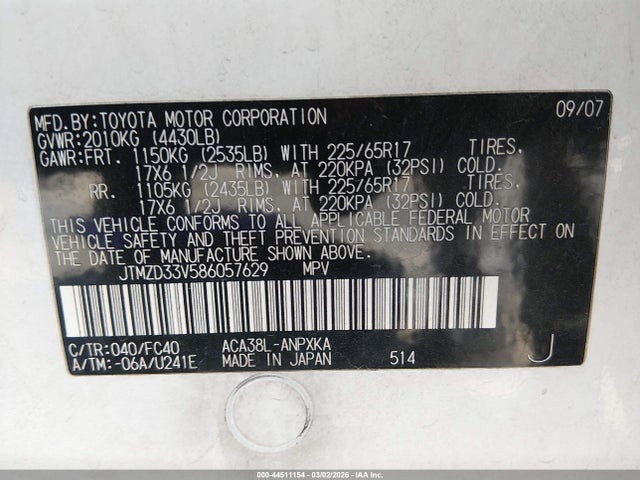 MFD.BY:TOYOTA MOTOR CORPORATION 09/07
GVWR:2010KG (4430LB)
GAWR:FRT. 1150KG (2535LB) WITH 225/65R17 TIRES,
17X6 1/2J RIMS, AT 220KPA (32PSI) COLD.
RR. 1105KG (2435LB) WITH 225/65R17 TIRES,
17X6 1/2J RIMS, AT 220KPA (32PSI) COLD.
THIS VEHICLE CONFORMS TO ALL APPLICABLE FEDERAL MOTOR
VEHICLE SAFETY AND THEFT PREVENTION STANDARDS IN EFFECT ON
THE DATE OF MANUFACTURE SHOWN ABOVE.
JTMZD33V586057629 MPV
C/TR:040/FC40 ACA38L-ANPXKA
A/TM:-06A/U241E MADE IN JAPAN 514 J
000-44511154 | 03/02/2026 - IAAI.COM